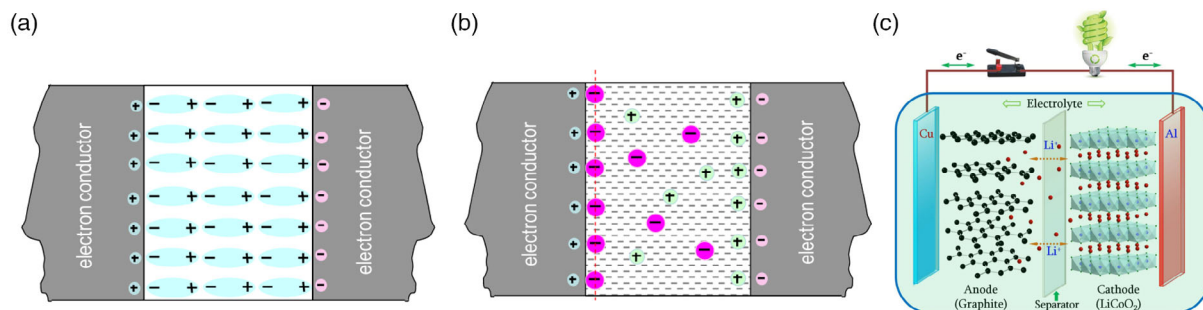 (a)
electron conductor
electron conductor
(b)
electron conductor
electron conductor
(c)
e⁻
e⁻
Electrolyte
Cu
Li⁺
Al
Li⁺
Anode
(Graphite)
Separator
Cathode
(LiCoO₂)